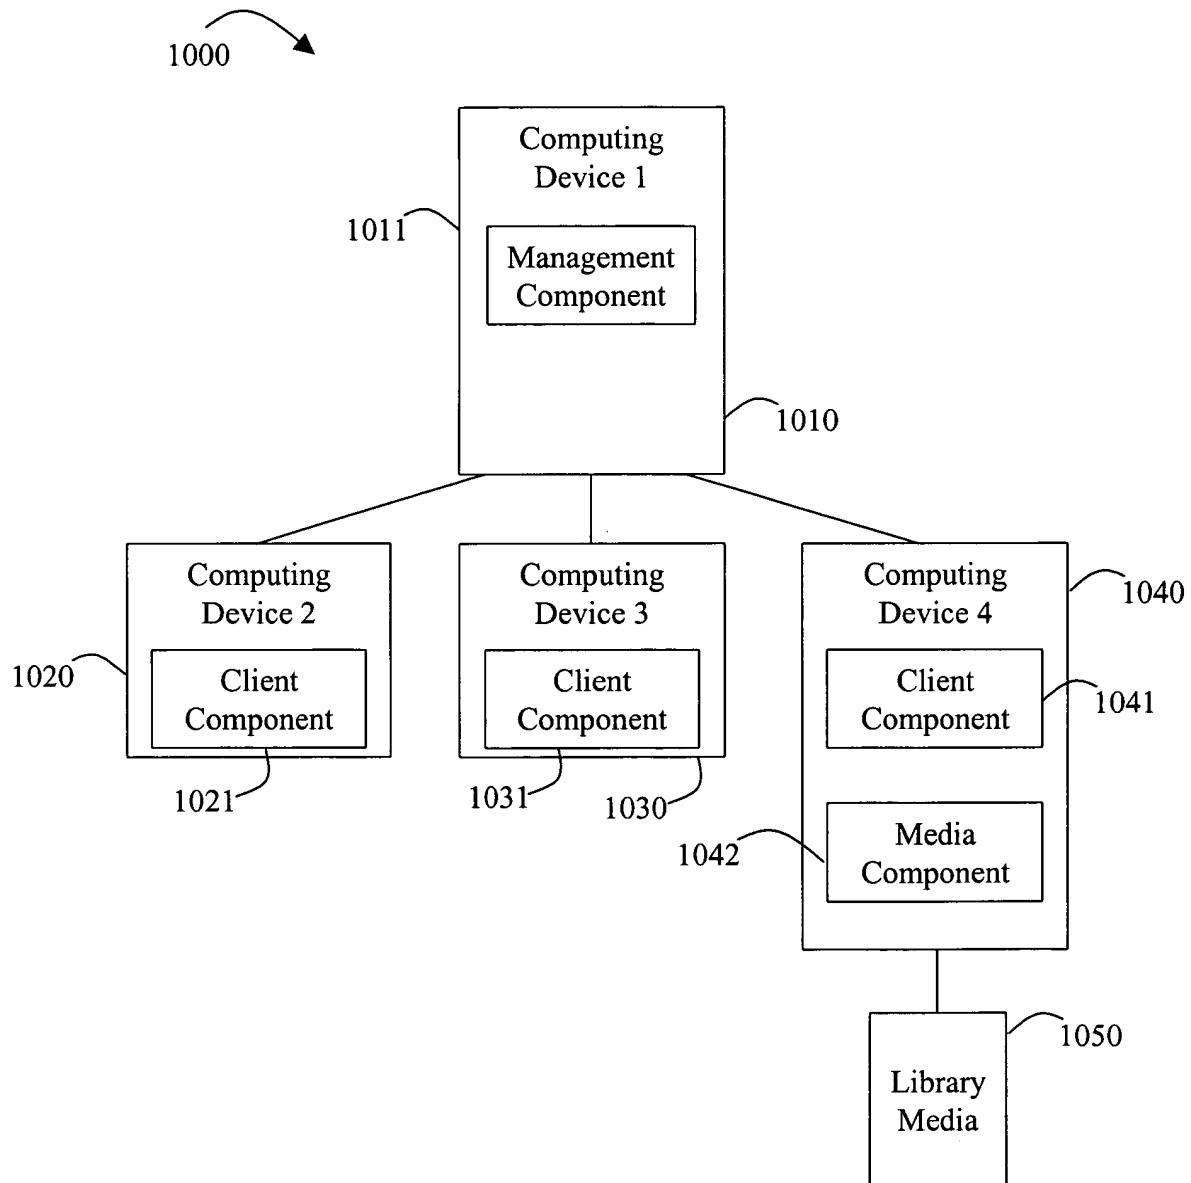 1000
Computing
Device 1
1011
Management
Component
1010
Computing
Device 2
Computing
Device 3
Computing
Device 4
1040
1020
Client
Component
Client
Component
Client
Component
1041
1021
1031
1030
1042
Media
Component
1050
Library
Media